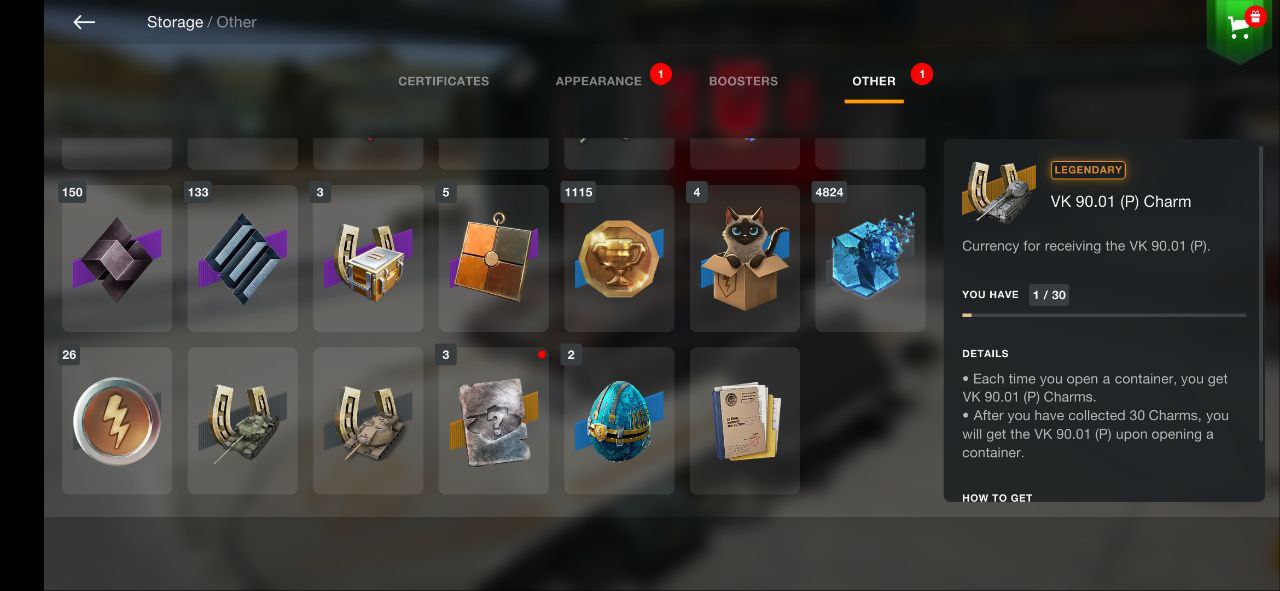 Storage / Other
CERTIFICATES
APPEARANCE
1
BOOSTERS
OTHER
1
150
133
3
5
1115
4
4824
26
3
2
LEGENDARY
VK 90.01 (P) Charm
Currency for receiving the VK 90.01 (P).
YOU HAVE 1 / 30
DETAILS
• Each time you open a container, you get
VK 90.01 (P) Charms.
• After you have collected 30 Charms, you
will get the VK 90.01 (P) upon opening a
container.
HOW TO GET